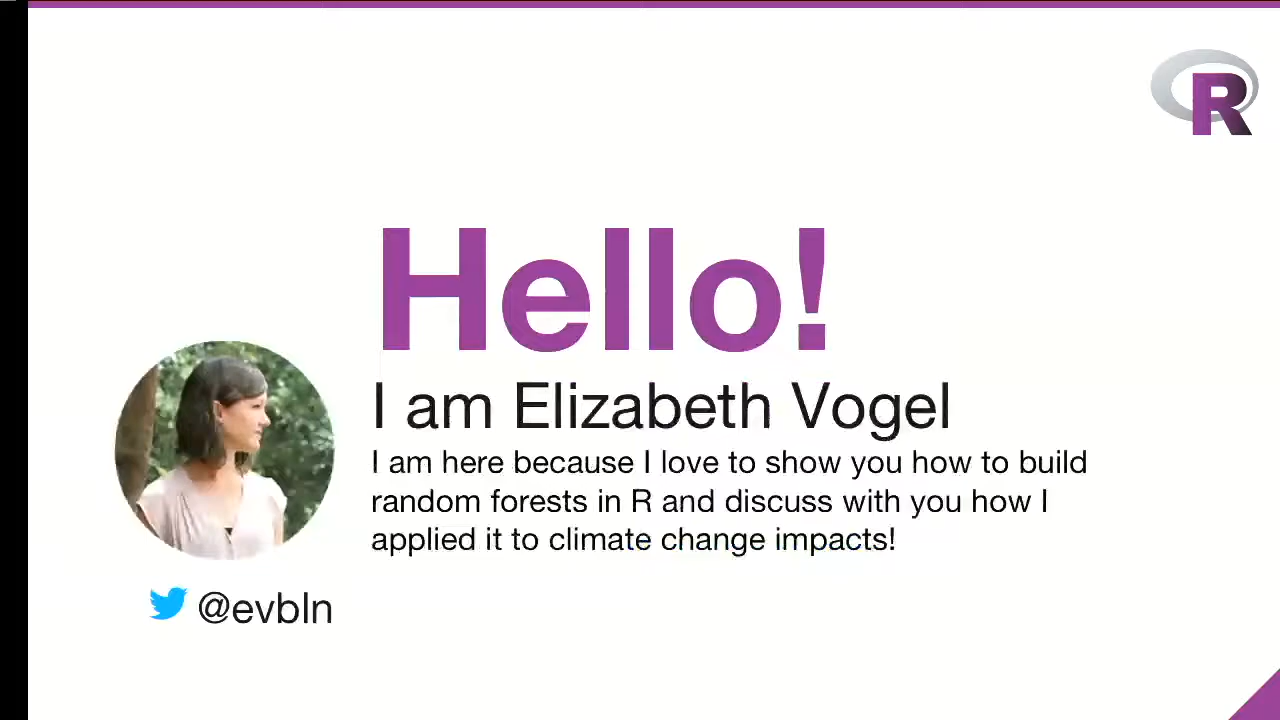 R
Hello!
I am Elizabeth Vogel
I am here because I love to show you how to build
random forests in R and discuss with you how I
applied it to climate change impacts!
@evbln